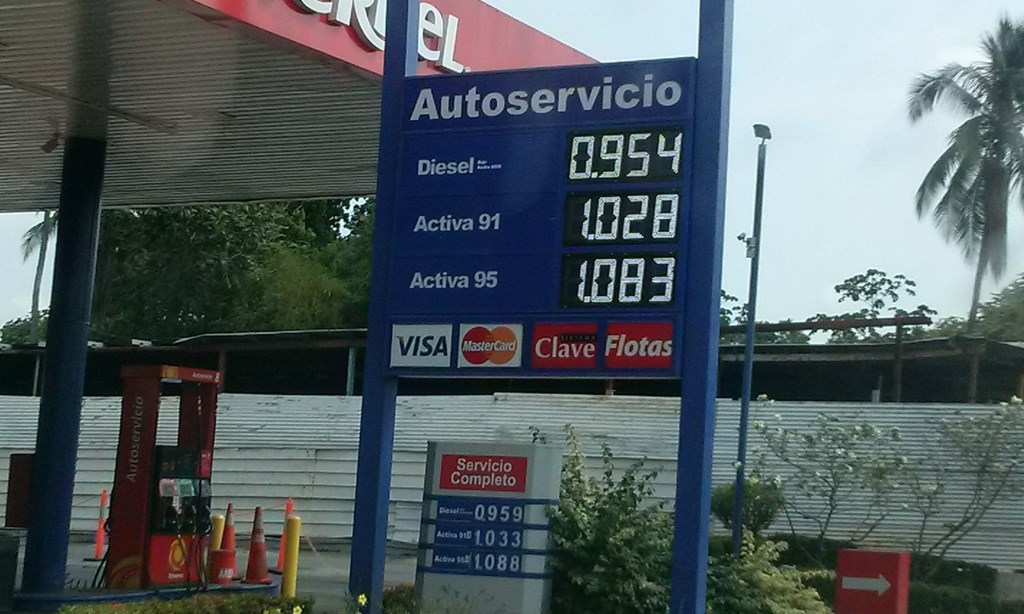 Autoservicio
Diesel
0.954
Activa 91
1.028
Activa 95
1.083
VISA MasterCard Clave Flotas
Autoservicio
Servicio
Completo
Diesel 0.959
Activa 91 1.033
Activa 95 1.088